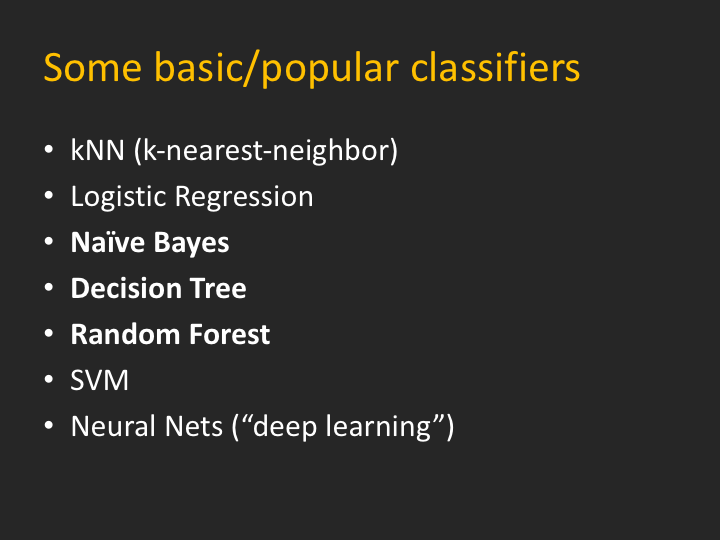 Some basic/popular classifiers
• kNN (k-nearest-neighbor)
• Logistic Regression
• Naïve Bayes
• Decision Tree
• Random Forest
• SVM
• Neural Nets (“deep learning”)